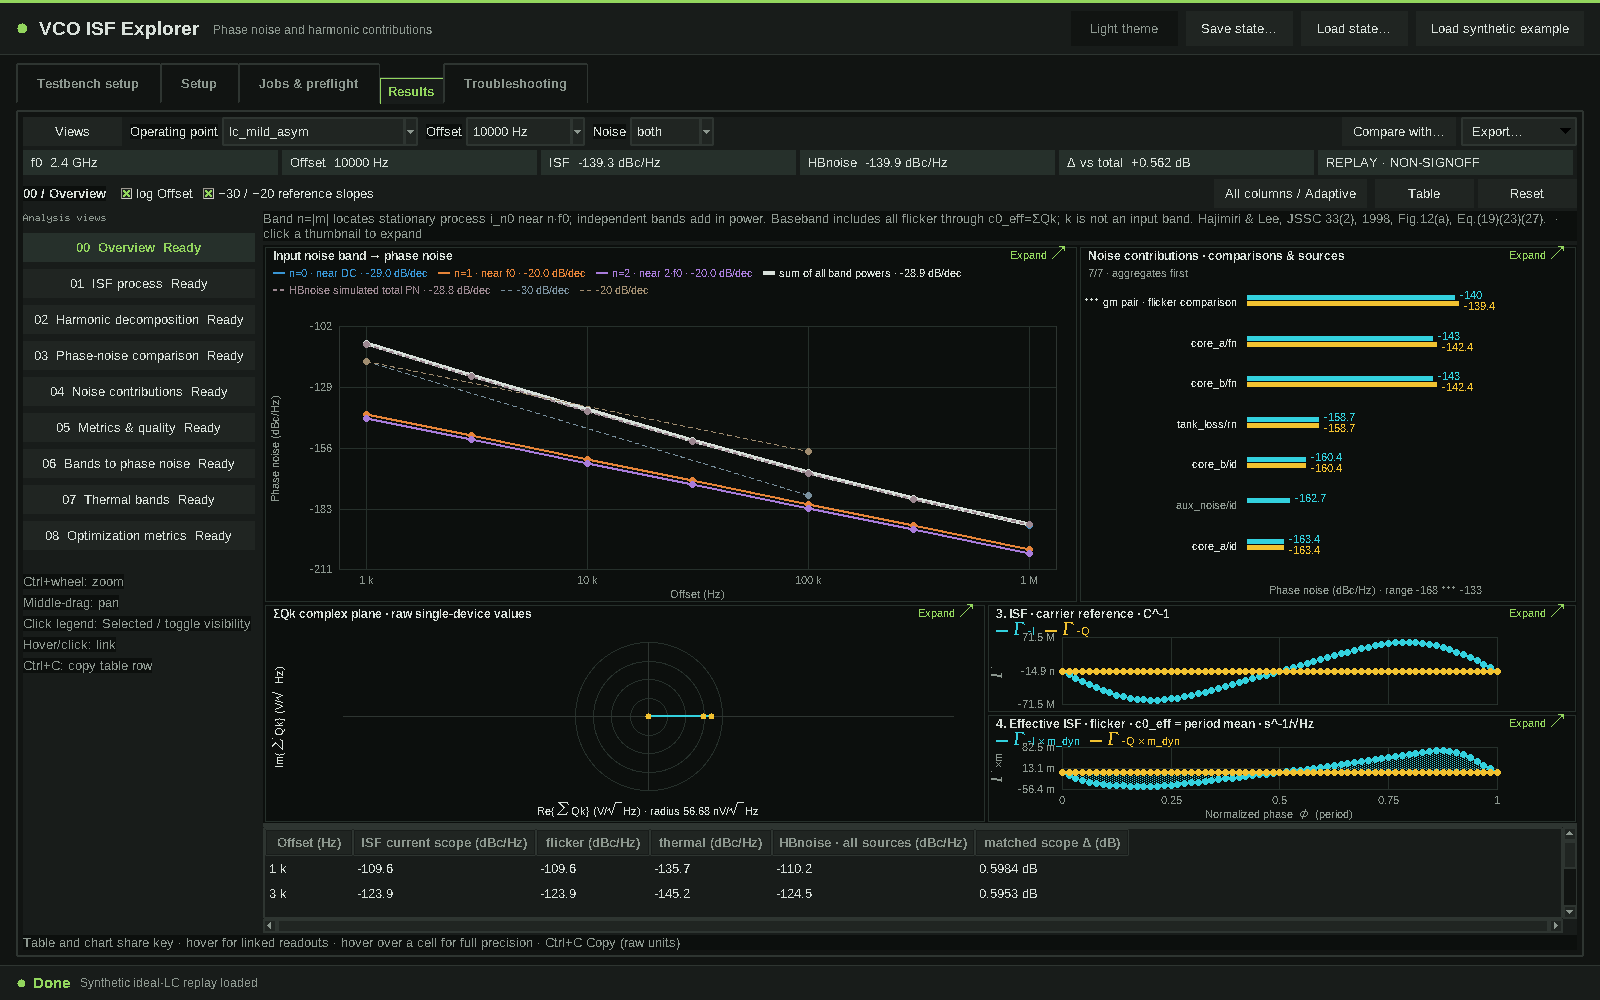 VCO ISF Explorer
Phase noise and harmonic contributions
Light theme
Save state...
Load state...
Load synthetic example
Testbench setup
Setup
Jobs & preflight
Results
Troubleshooting
Views
Operating point
lc_mild_asym
Offset
10000 Hz
Noise
both
Compare with...
Export...
f0 2.4 GHz
Offset 10000 Hz
ISF -139.3 dBc/Hz
HBnoise -139.9 dBc/Hz
Δ vs total +0.562 dB
REPLAY · NON-SIGNOFF
00 / Overview
log Offset
−30 / −20 reference slopes
All columns / Adaptive
Table
Reset
Analysis views
00 Overview Ready
01 ISF process Ready
02 Harmonic decomposition Ready
03 Phase-noise comparison Ready
04 Noise contributions Ready
05 Metrics & quality Ready
06 Bands to phase noise Ready
07 Thermal bands Ready
08 Optimization metrics Ready
Ctrl+wheel: zoom
Middle-drag: pan
Click legend: Selected / toggle visibility
Hover/click: link
Ctrl+C: copy table row
Band n=|m| locates stationary process i_n0 near n·f0; independent bands add in power. Baseband includes all flicker through c0_eff=ΣQk; k is not an input band. Hajimiri & Lee, JSSC 33(2), 1998, Fig.12(a), Eq.(19)(23)(27). ·
click a thumbnail to expand
Input noise band → phase noise
Expand
n=0 · near DC · -29.0 dB/dec
n=1 · near f0 · -20.0 dB/dec
n=2 · near 2·f0 · -20.0 dB/dec
sum of all band powers · -28.9 dB/dec
HBnoise simulated total PN · -28.8 dB/dec
-30 dB/dec
-20 dB/dec
Phase noise (dBc/Hz)
-102
-129
-156
-183
-211
1 k
10 k
100 k
1 M
Offset (Hz)
Noise contributions · comparisons & sources
Expand
7/7 · aggregates first
*** gm pair · flicker comparison
-140
-139.4
core_a/fn
-143
-142.4
core_b/fn
-143
-142.4
tank_loss/rn
-158.7
-158.7
core_b/id
-160.4
-160.4
aux_noise/id
-162.7
core_a/id
-163.4
-163.4
Phase noise (dBc/Hz) · range -168 *** -133
ΣQk complex plane · raw single-device values
Expand
Im{∑Qk} (V/√Hz)
Re{∑Qk} (V/√Hz) · radius 56.68 nV/√Hz
3. ISF · carrier reference · C^-1
Expand
Γ-I
Γ-Q
71.5 M
-14.9 n
-71.5 M
4. Effective ISF · flicker · c0_eff = period mean · s^-1/√Hz
Expand
Γ-I × m_dyn
Γ-Q × m_dyn
82.5 m
13.1 m
-56.4 m
0
0.25
0.5
0.75
1
Normalized phase ϕ (period)
Offset (Hz)
ISF current scope (dBc/Hz)
flicker (dBc/Hz)
thermal (dBc/Hz)
HBnoise · all sources (dBc/Hz)
matched scope Δ (dB)
1 k
-109.6
-109.6
-135.7
-110.2
0.5984 dB
3 k
-123.9
-123.9
-145.2
-124.5
0.5953 dB
Table and chart share key · hover for linked readouts · hover over a cell for full precision · Ctrl+C Copy (raw units)
Done
Synthetic ideal-LC replay loaded